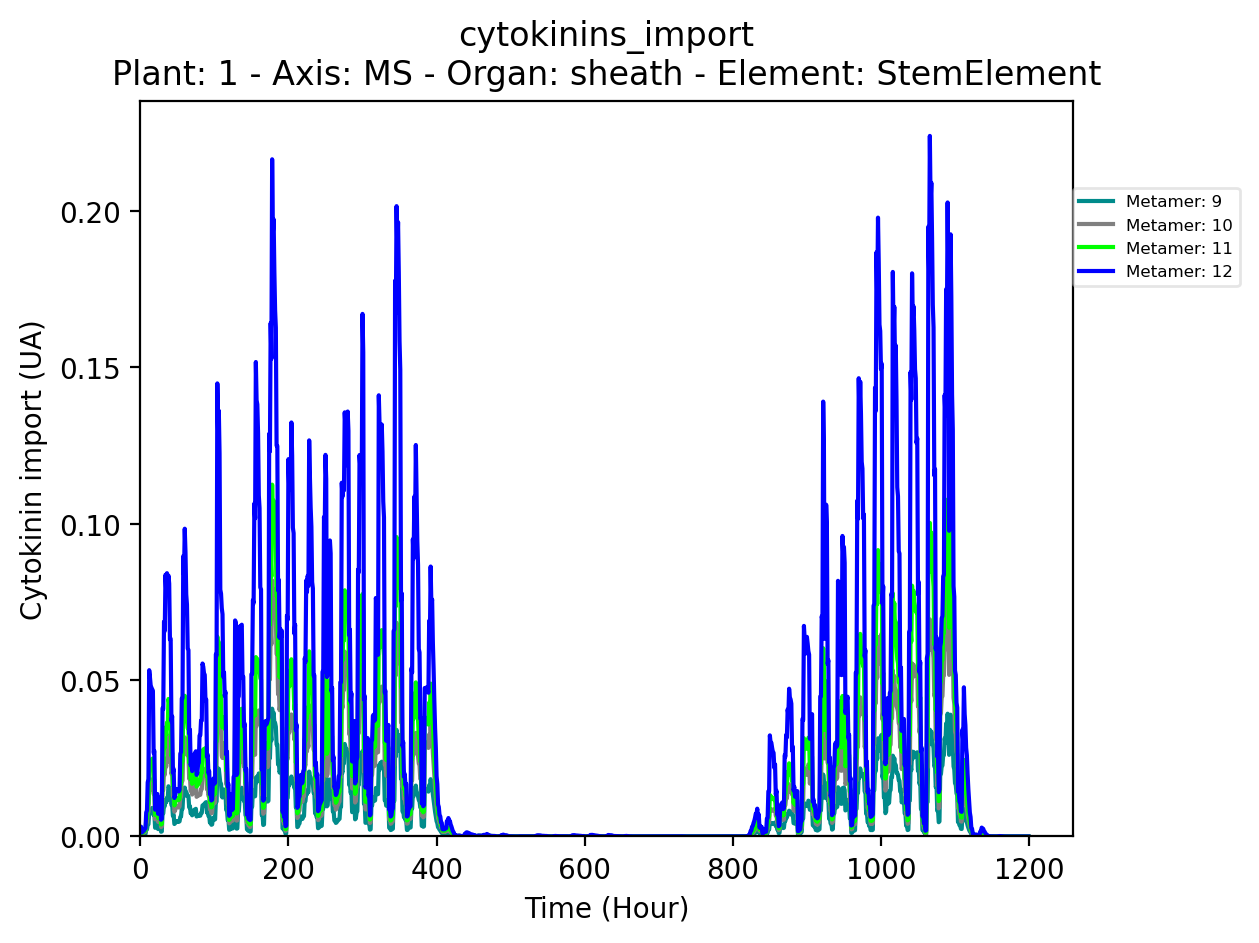 cytokinins_import
Plant: 1 - Axis: MS - Organ: sheath - Element: StemElement
Cytokinin import (UA)
0.20
0.15
0.10
0.05
0.00
0 200 400 600 800 1000 1200
Time (Hour)
Metamer: 9
Metamer: 10
Metamer: 11
Metamer: 12